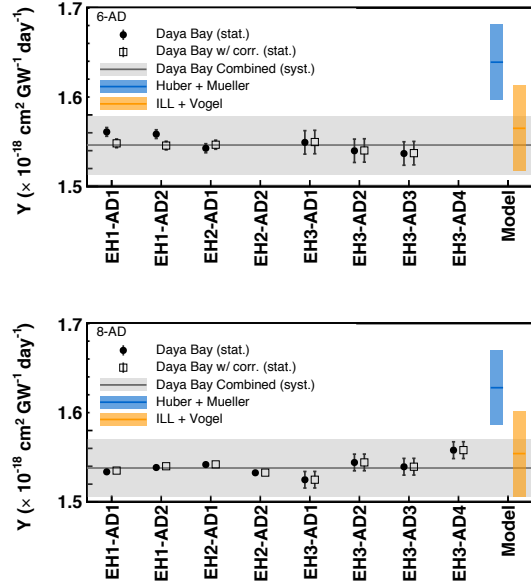 1.7
6-AD
Daya Bay (stat.)
Daya Bay w/ corr. (stat.)
Daya Bay Combined (syst.)
Huber + Mueller
1.6
ILL + Vogel
1.5
Y (× 10⁻¹⁸ cm² GW⁻¹ day⁻¹)
EH1-AD1
EH1-AD2
EH2-AD1
EH2-AD2
EH3-AD1
EH3-AD2
EH3-AD3
EH3-AD4
Model
1.7
8-AD
Daya Bay (stat.)
Daya Bay w/ corr. (stat.)
Daya Bay Combined (syst.)
Huber + Mueller
1.6
ILL + Vogel
1.5
Y (× 10⁻¹⁸ cm² GW⁻¹ day⁻¹)
EH1-AD1
EH1-AD2
EH2-AD1
EH2-AD2
EH3-AD1
EH3-AD2
EH3-AD3
EH3-AD4
Model